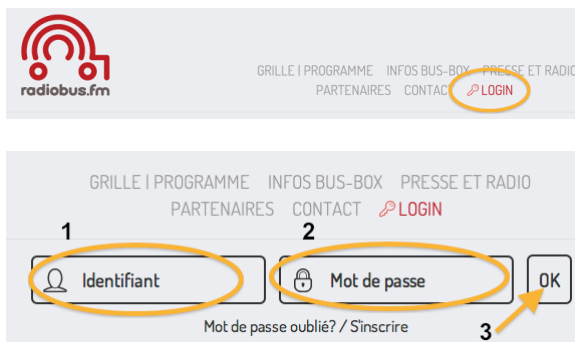 radiobus.fm
GRILLE | PROGRAMME INFOS BUS-BOX PRESSE ET RADIO
PARTENAIRES CONTACT LOGIN
GRILLE | PROGRAMME INFOS BUS-BOX PRESSE ET RADIO
PARTENAIRES CONTACT LOGIN
1 2
Identifiant Mot de passe OK
Mot de passe oublié? / S'inscrire
3